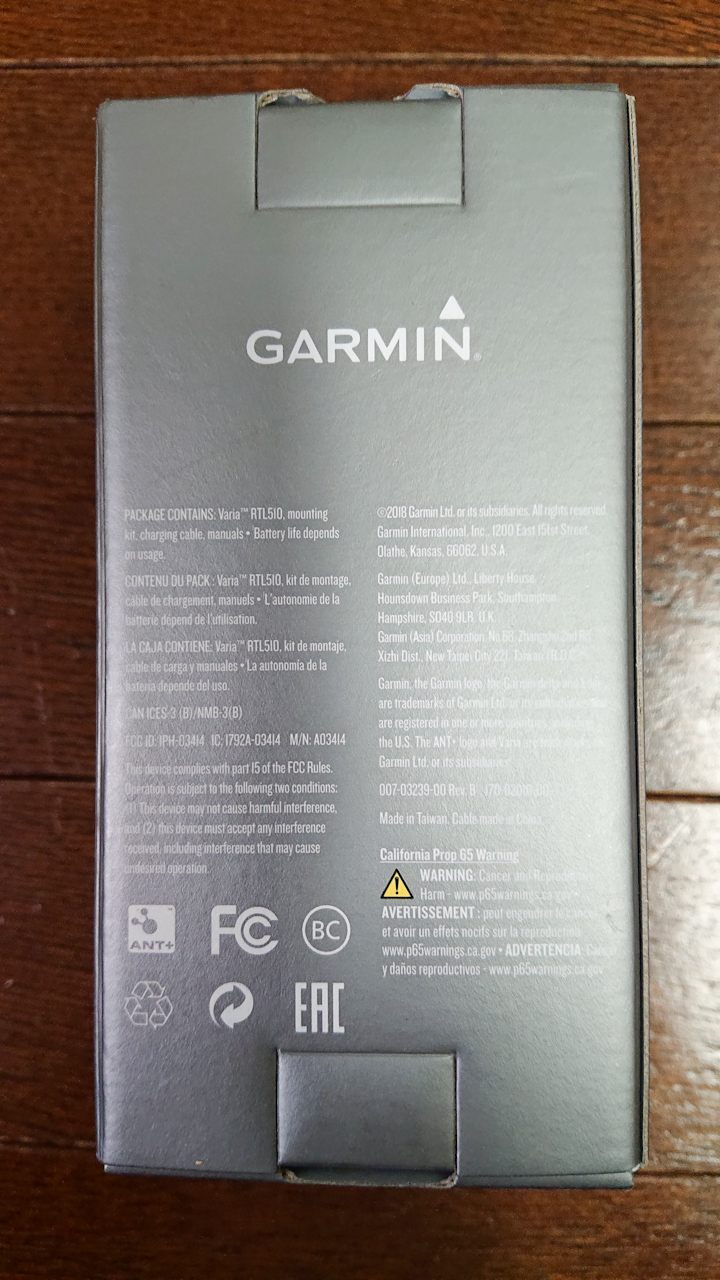 GARMIN®
PACKAGE CONTAINS: Varia™ RTL510, mounting
kit, charging cable, manuals • Battery life depends
on usage.
CONTENU DU PACK : Varia™ RTL510, kit de montage,
câble de chargement, manuels • L'autonomie de la
batterie dépend de l'utilisation.
LA CAJA CONTIENE: Varia™ RTL510, kit de montaje,
cable de carga y manuales • La autonomía de la
batería depende del uso.
CAN ICES-3 (B)/NMB-3(B)
FCC ID: IPH-03414 IC: 1792A-03414 M/N: A03414
This device complies with part 15 of the FCC Rules.
Operation is subject to the following two conditions:
(1) This device may not cause harmful interference,
and (2) this device must accept any interference
received, including interference that may cause
undesired operation.
ANT+
FC
BC
EAC
©2018 Garmin Ltd. or its subsidiaries. All rights reserved.
Garmin International, Inc., 1200 East 151st Street,
Olathe, Kansas, 66062, U.S.A.
Garmin (Europe) Ltd., Liberty House,
Hounsdown Business Park, Southampton,
Hampshire, SO40 9LR, U.K.
Garmin (Asia) Corporation, No.68, Zhangshu 2nd Rd.,
Xizhi Dist., New Taipei City 221, Taiwan (R.O.C.)
Garmin, the Garmin logo, the Garmin delta and
are trademarks of Garmin Ltd. or its subsidiaries and
are registered in one or more countries, including
the U.S. The ANT+ logo and Varia are trademarks
Garmin Ltd. or its subsidiaries.
007-03239-00 Rev. B
Made in Taiwan. Cable made in China.
California Prop 65 Warning
WARNING: Cancer and Reproductive
Harm - www.p65warnings.ca.gov
AVERTISSEMENT : peut engendrer le cancer
et avoir un effets nocifs sur la reproduction
www.p65warnings.ca.gov • ADVERTENCIA: Cáncer
y daños reproductivos - www.p65warnings.ca.gov